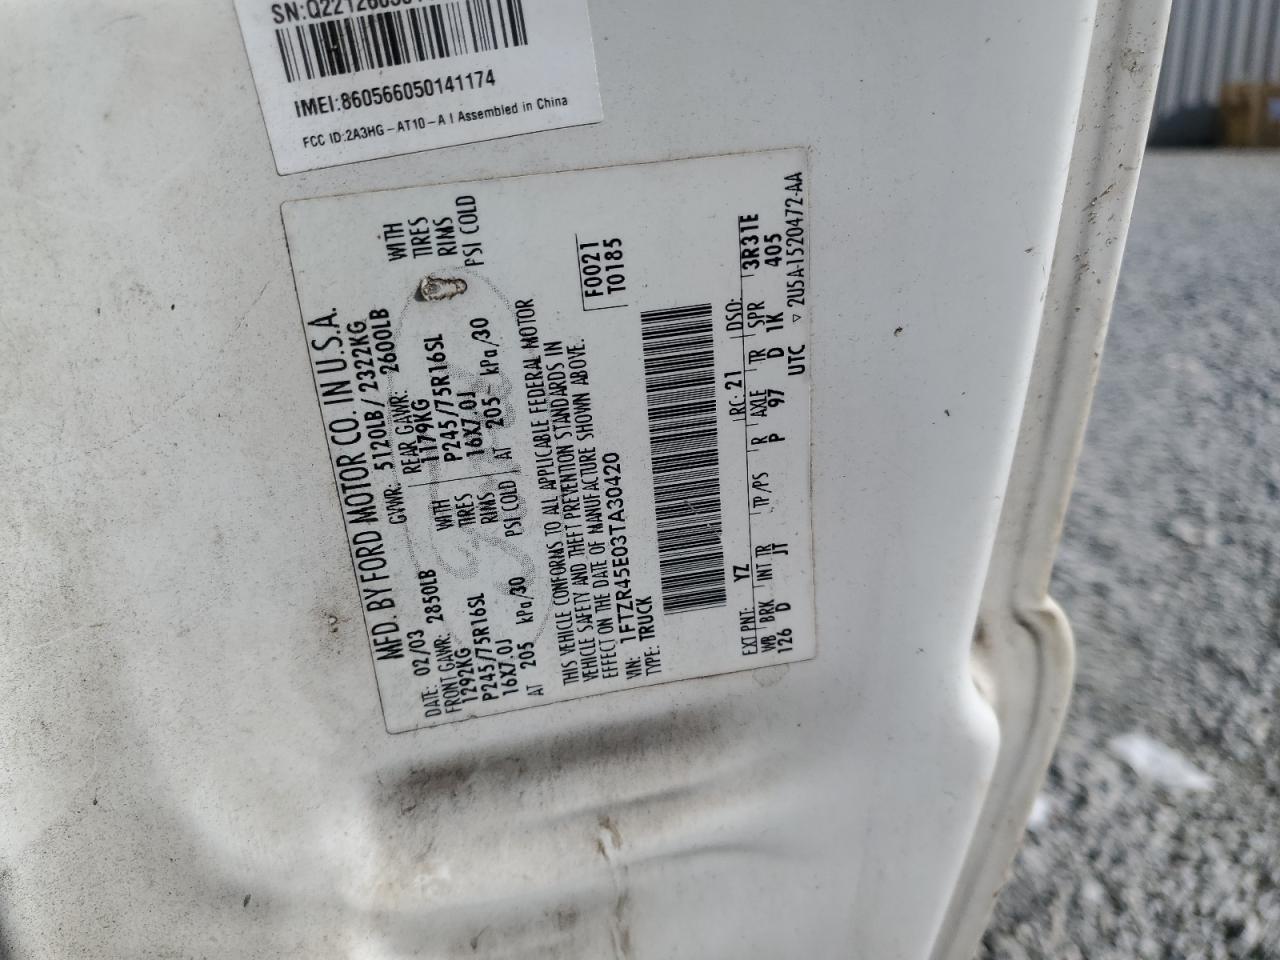 IMEI:860566050141174
FCC ID:2A3HG-AT10-A | Assembled in China
MFD. BY FORD MOTOR CO. IN U.S.A.
DATE: 02/03 GVWR: 5120LB / 2322KG
FRONT GAWR: 2850LB REAR GAWR: 2600LB
1292KG WITH 1179KG WITH
P245/75R16SL TIRES P245/75R16SL TIRES
16X7.0J RIMS 16X7.0J RIMS
AT 205 kPa/30 PSI COLD AT 205 kPa/30 PSI COLD
THIS VEHICLE CONFORMS TO ALL APPLICABLE FEDERAL MOTOR
VEHICLE SAFETY AND THEFT PREVENTION STANDARDS IN
EFFECT ON THE DATE OF MANUFACTURE SHOWN ABOVE.
VIN: 1FTZR45E03TA30420
TYPE: TRUCK
F0021
T0185
EXT PNT: YZ RC: 21 DSO:
WB BRK INT TR TP/PS R AXLE TR SPR 3R31E
126 D JT P 97 D 1K 405
UTC ▽ 2U5A-1520472-AA